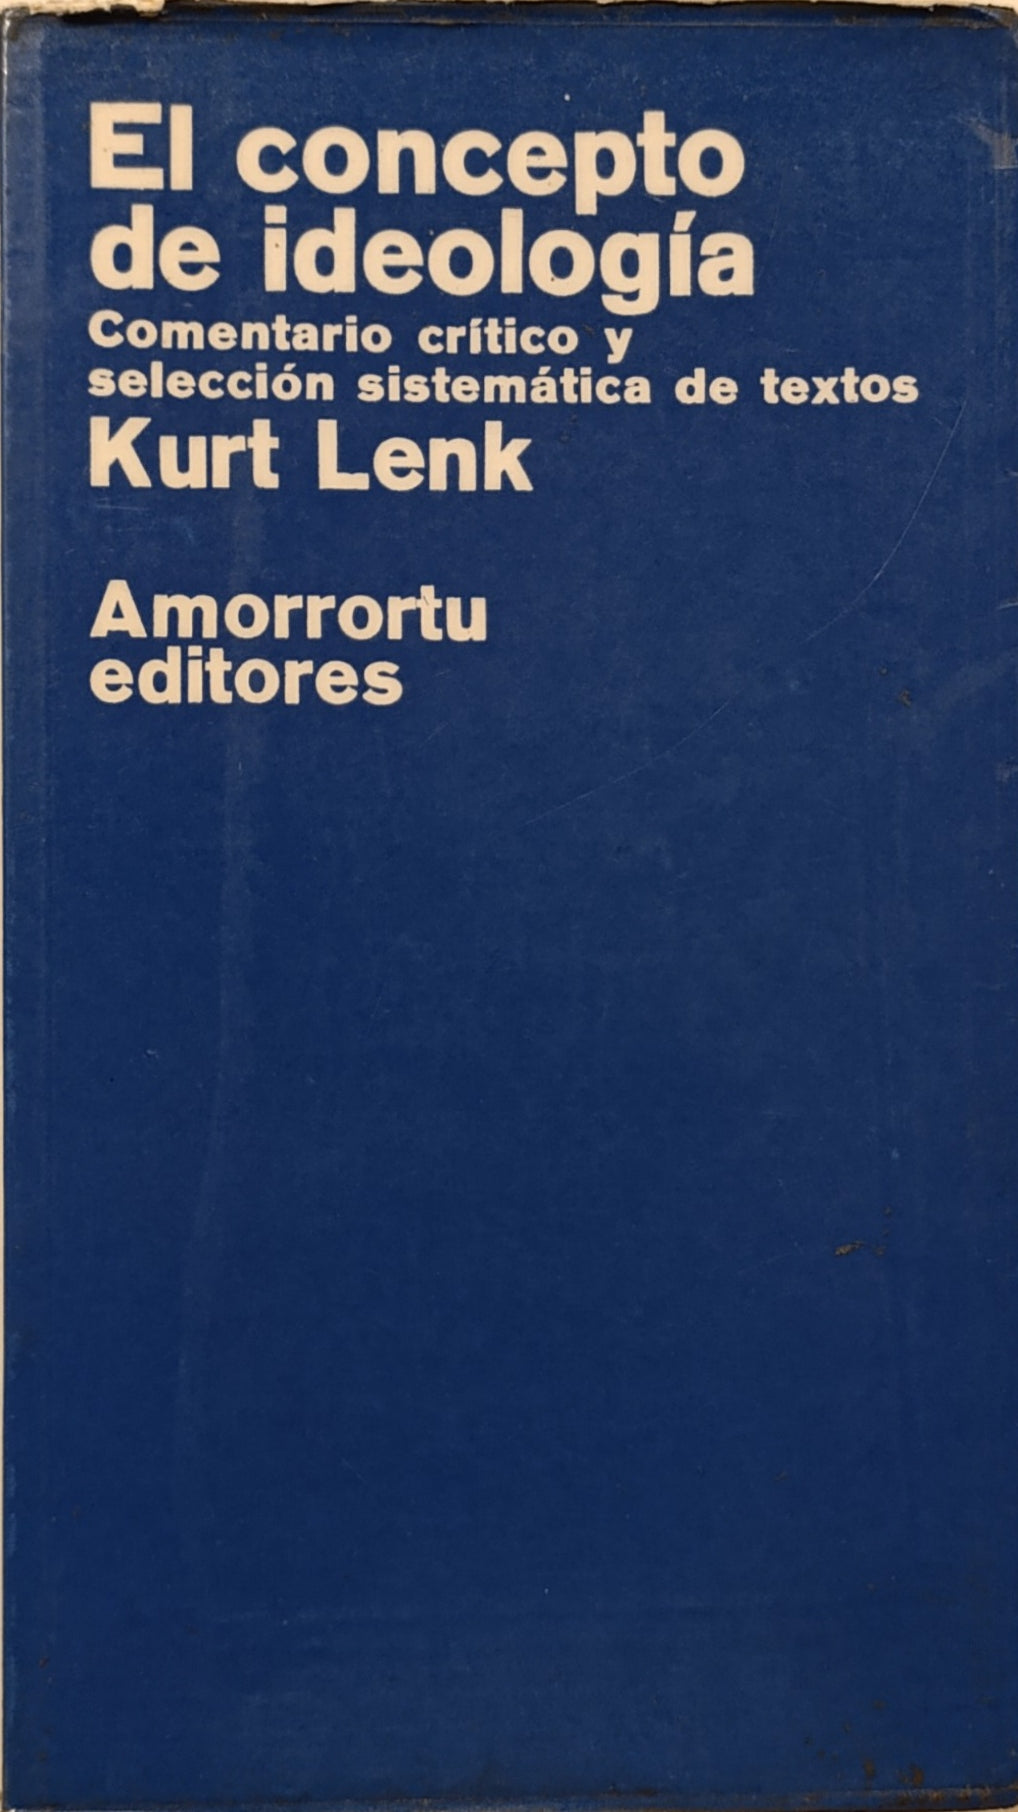 El concepto
de ideología
Comentario crítico y
selección sistemática de textos
Kurt Lenk
Amorrortu
editores